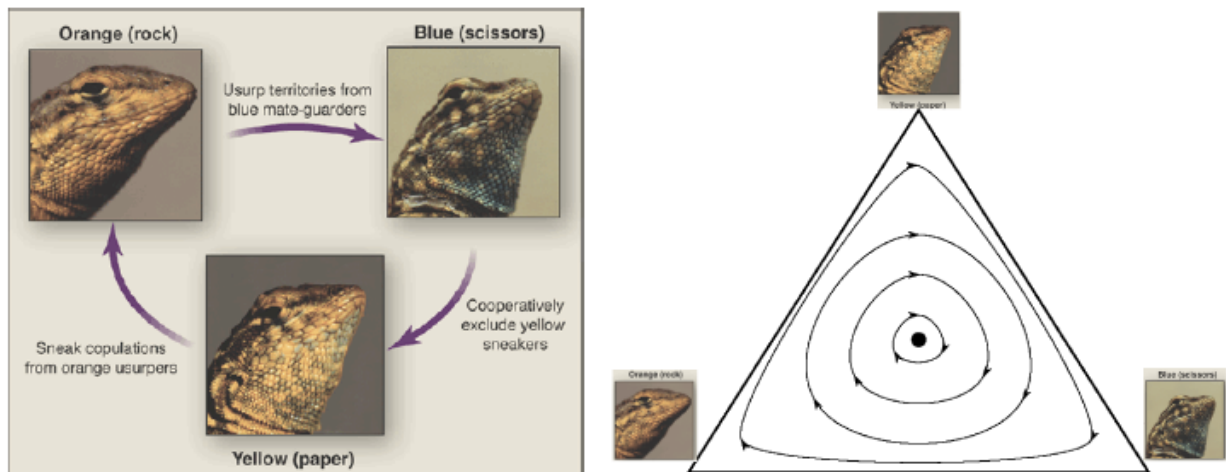 Orange (rock)
Blue (scissors)
Usurp territories from
blue mate-guarders
Cooperatively
exclude yellow
sneakers
Sneak copulations
from orange usurpers
Yellow (paper)
Yellow (paper)
Orange (rock)
Blue (scissors)